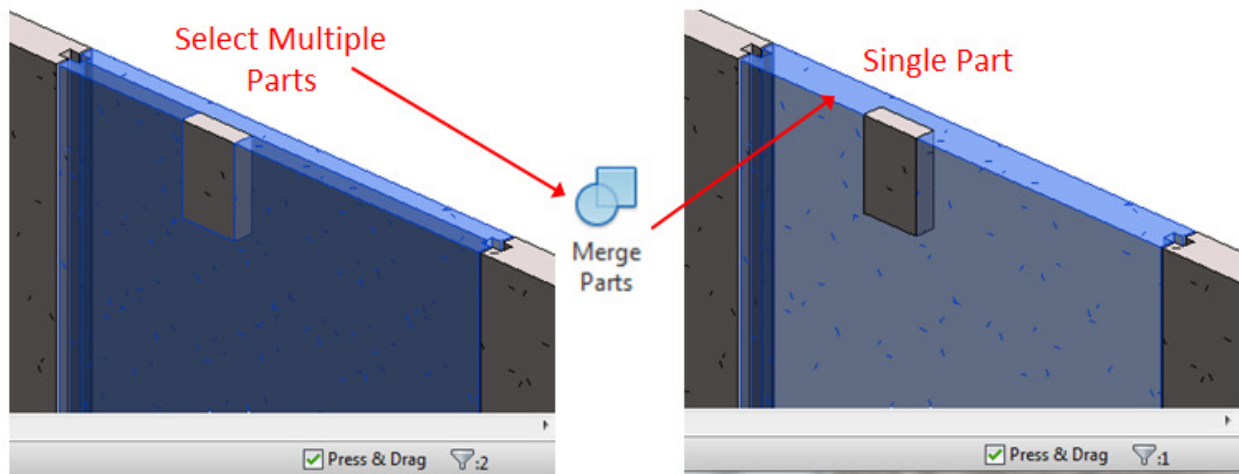 Select Multiple
Parts
Single Part
Merge
Parts
Press & Drag :2
Press & Drag :1